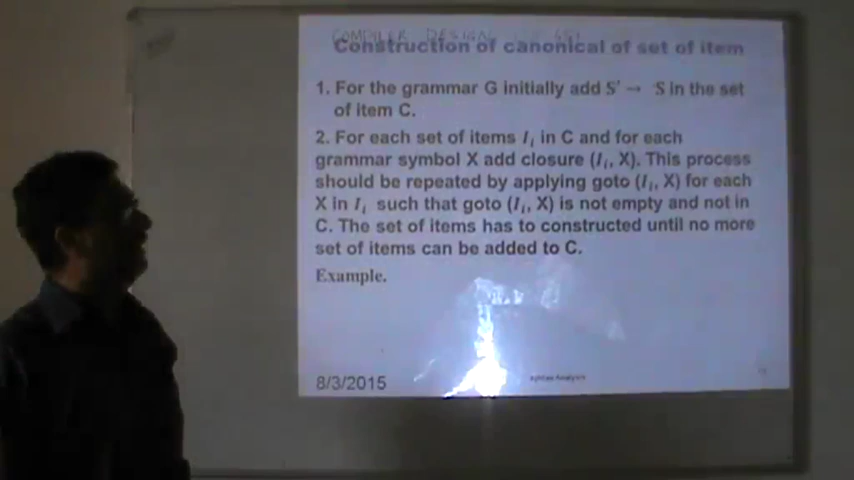 COMPILER DESIGN
Construction of canonical of set of item
1. For the grammar G initially add S' → S in the set
of item C.
2. For each set of items Iᵢ in C and for each
grammar symbol X add closure (Iᵢ, X). This process
should be repeated by applying goto (Iᵢ, X) for each
X in Iᵢ such that goto (Iᵢ, X) is not empty and not in
C. The set of items has to constructed until no more
set of items can be added to C.
Example.
8/3/2015